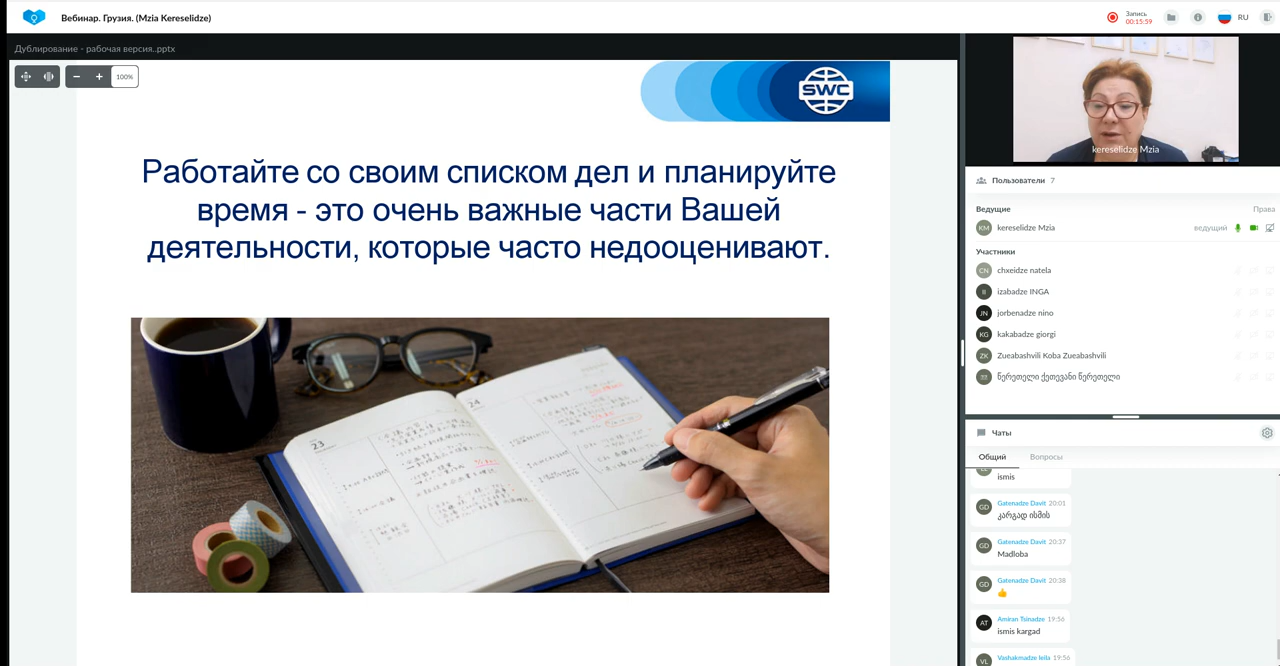 Вебинар. Грузия. (Mzia Kereselidze)
Запись
00:15:59
RU
Дублирование - рабочая версия..pptx
100%
SWC
Работайте со своим списком дел и планируйте
время - это очень важные части Вашей
деятельности, которые часто недооценивают.
23
24
kereselidze Mzia
Пользователи 7
Ведущие Права
KM kereselidze Mzia ведущий
Участники
CN chxeidze natela
II izabadze INGA
JN jorbenadze nino
KG kakabadze giorgi
ZK Zueabashvili Koba Zueabashvili
წერეთელი ქეთევანი წერეთელი
Чаты
Общий Вопросы
ismis
GD Gatenadze Davit 20:01
კარგად ისმის
GD Gatenadze Davit 20:37
Madloba
GD Gatenadze Davit 20:38
👍
AT Amiran Tsinadze 19:56
ismis kargad
VL Vashakmadze leila 19:56